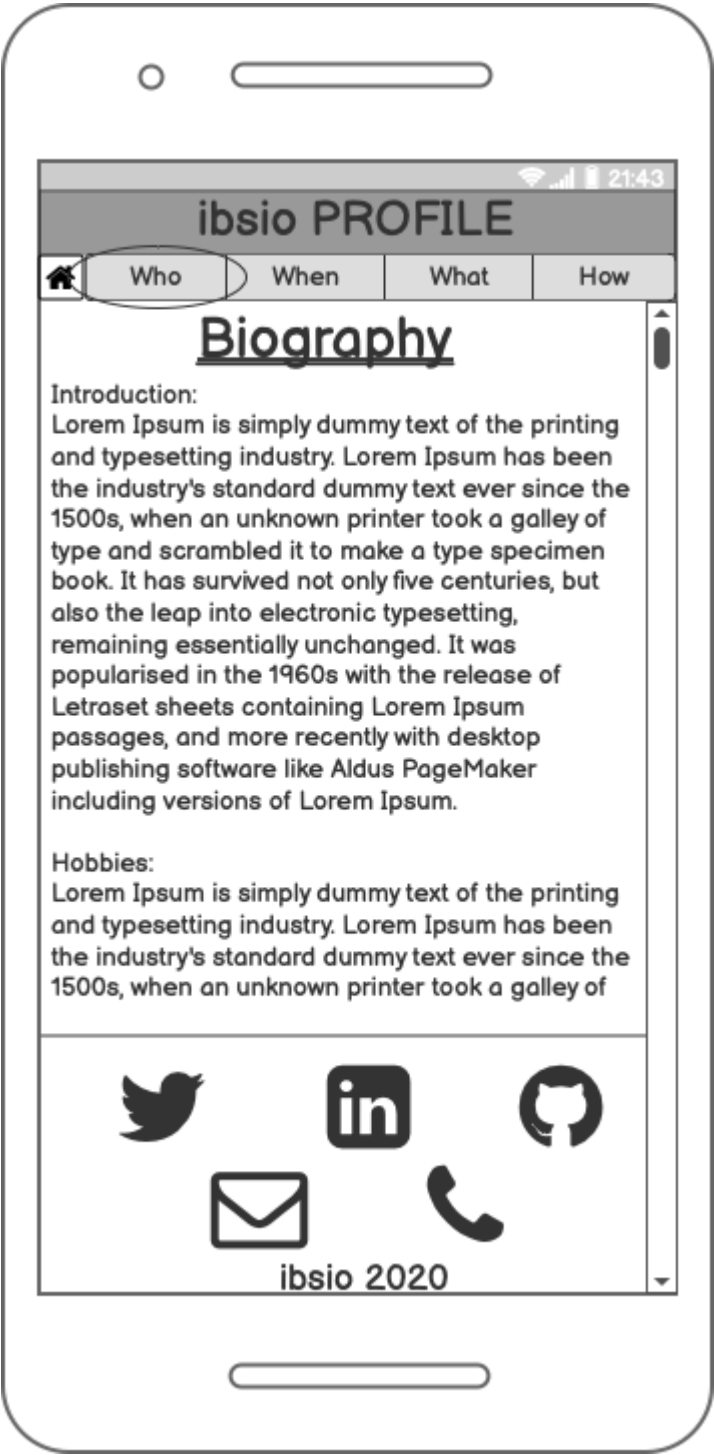 21:43
ibsio PROFILE
Who When What How
Biography
Introduction:
Lorem Ipsum is simply dummy text of the printing
and typesetting industry. Lorem Ipsum has been
the industry's standard dummy text ever since the
1500s, when an unknown printer took a galley of
type and scrambled it to make a type specimen
book. It has survived not only five centuries, but
also the leap into electronic typesetting,
remaining essentially unchanged. It was
popularised in the 1960s with the release of
Letraset sheets containing Lorem Ipsum
passages, and more recently with desktop
publishing software like Aldus PageMaker
including versions of Lorem Ipsum.
Hobbies:
Lorem Ipsum is simply dummy text of the printing
and typesetting industry. Lorem Ipsum has been
the industry's standard dummy text ever since the
1500s, when an unknown printer took a galley of
in
ibsio 2020